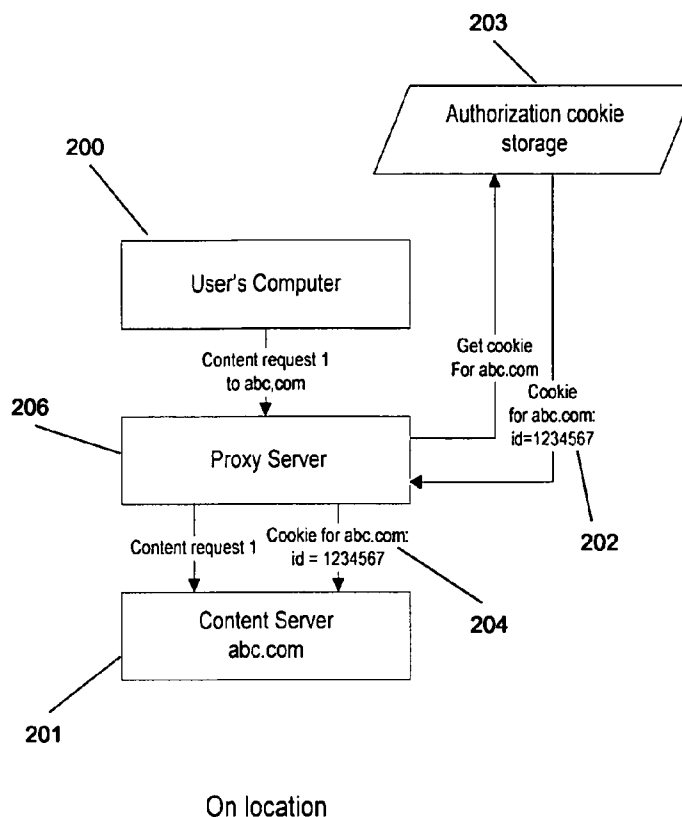 203
Authorization cookie
storage
200
User's Computer
Content request 1
to abc,com
Get cookie
For abc.com
Cookie
for abc.com:
id=1234567
206
Proxy Server
202
Content request 1
Cookie for abc.com:
id = 1234567
204
Content Server
abc.com
201
On location